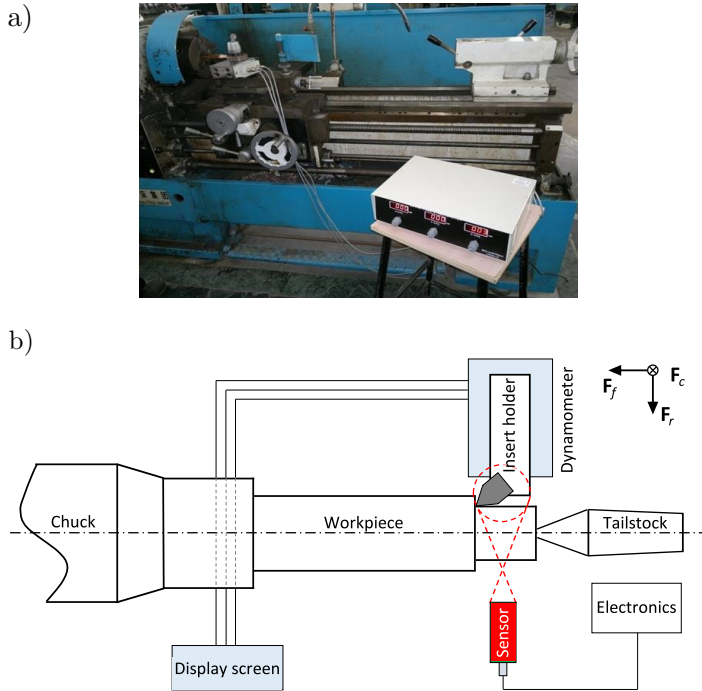 a)
b)
F_f
F_c
F_r
Insert holder
Dynamometer
Chuck
Workpiece
Tailstock
Sensor
Electronics
Display screen